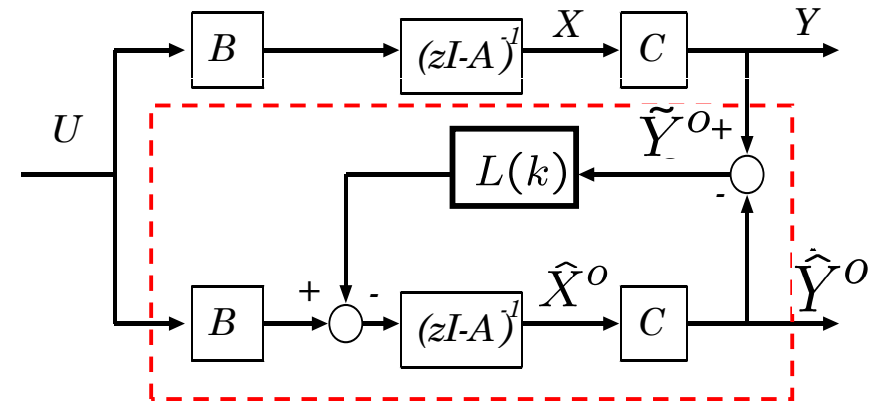 B (zI-A)⁻¹ X C Y
U
Ỹᵒ +
L(k)
-
+ -
B (zI-A)⁻¹ X̂ᵒ C Ŷᵒ